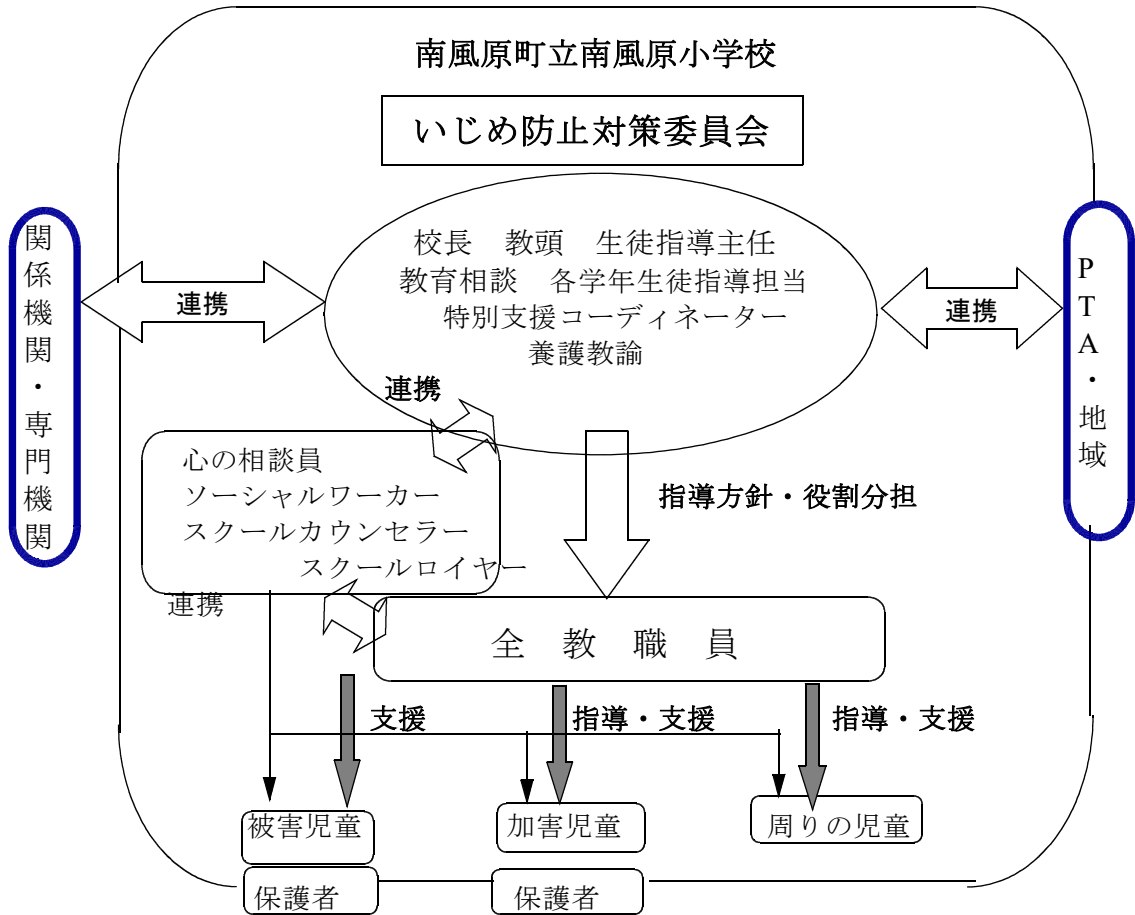 南風原町立南風原小学校
いじめ防止対策委員会
関係機関・専門機関
連携
校長　教頭　生徒指導主任
教育相談　各学年生徒指導担当
特別支援コーディネーター
養護教諭
連携
PTA・地域
連携
心の相談員
ソーシャルワーカー
スクールカウンセラー
スクールロイヤー
指導方針・役割分担
連携
全　教　職　員
支援
指導・支援
指導・支援
被害児童
加害児童
周りの児童
保護者
保護者